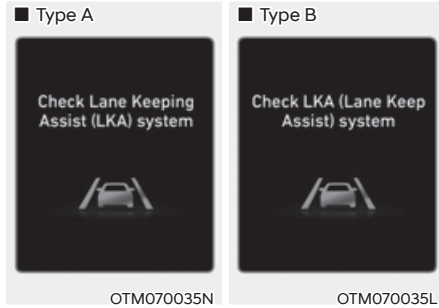 ■ Type A
Check Lane Keeping
Assist (LKA) system
OTM070035N
■ Type B
Check LKA (Lane Keep
Assist) system
OTM070035L